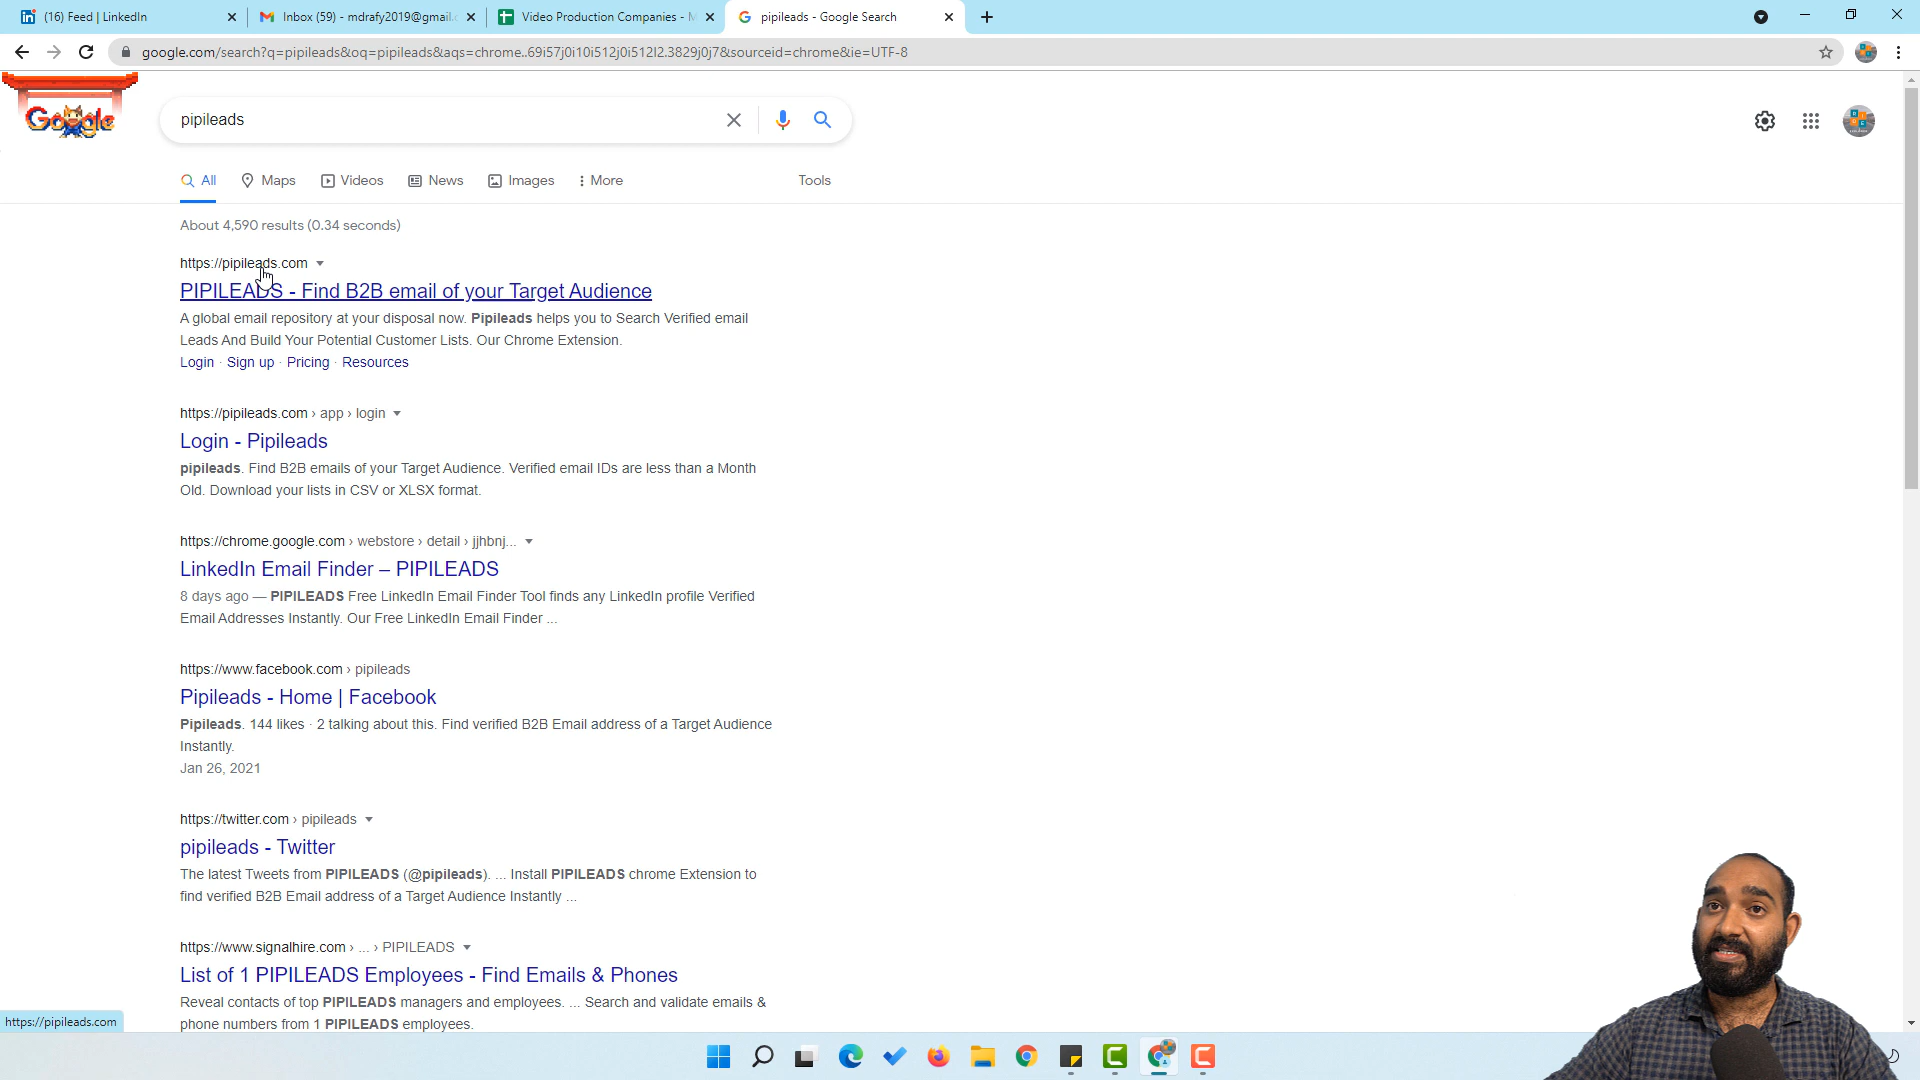 (16) Feed | LinkedIn
Inbox (59) - mdrafy2019@gmail.c
Video Production Companies - M
pipileads - Google Search
google.com/search?q=pipileads&oq=pipileads&aqs=chrome..69i57j0i10i512j0i512l2.3829j0j7&sourceid=chrome&ie=UTF-8
Google
pipileads
All
Maps
Videos
News
Images
More
Tools
About 4,590 results (0.34 seconds)
https://pipileads.com
PIPILEADS - Find B2B email of your Target Audience
A global email repository at your disposal now. Pipileads helps you to Search Verified email
Leads And Build Your Potential Customer Lists. Our Chrome Extension.
Login · Sign up · Pricing · Resources
https://pipileads.com › app › login
Login - Pipileads
pipileads. Find B2B emails of your Target Audience. Verified email IDs are less than a Month
Old. Download your lists in CSV or XLSX format.
https://chrome.google.com › webstore › detail › jjhbnj...
LinkedIn Email Finder – PIPILEADS
8 days ago — PIPILEADS Free LinkedIn Email Finder Tool finds any LinkedIn profile Verified
Email Addresses Instantly. Our Free LinkedIn Email Finder ...
https://www.facebook.com › pipileads
Pipileads - Home | Facebook
Pipileads. 144 likes · 2 talking about this. Find verified B2B Email address of a Target Audience
Instantly.
Jan 26, 2021
https://twitter.com › pipileads
pipileads - Twitter
The latest Tweets from PIPILEADS (@pipileads). ... Install PIPILEADS chrome Extension to
find verified B2B Email address of a Target Audience Instantly ...
https://www.signalhire.com › ... › PIPILEADS
List of 1 PIPILEADS Employees - Find Emails & Phones
Reveal contacts of top PIPILEADS managers and employees. ... Search and validate emails &
phone numbers from 1 PIPILEADS employees.
https://pipileads.com